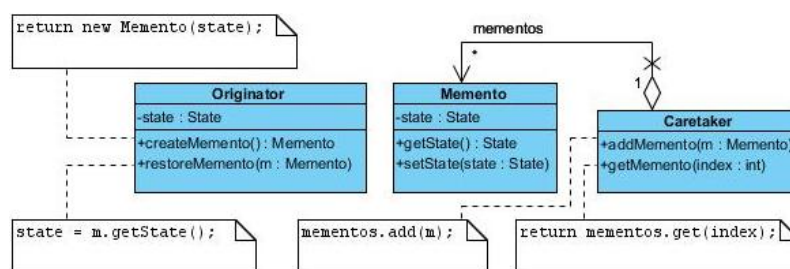 return new Memento(state);
mementos
*
1
Originator
-state : State
+createMemento() : Memento
+restoreMemento(m : Memento)
Memento
-state : State
+getState() : State
+setState(state : State)
Caretaker
+addMemento(m : Memento)
+getMemento(index : int)
state = m.getState();
mementos.add(m);
return mementos.get(index);